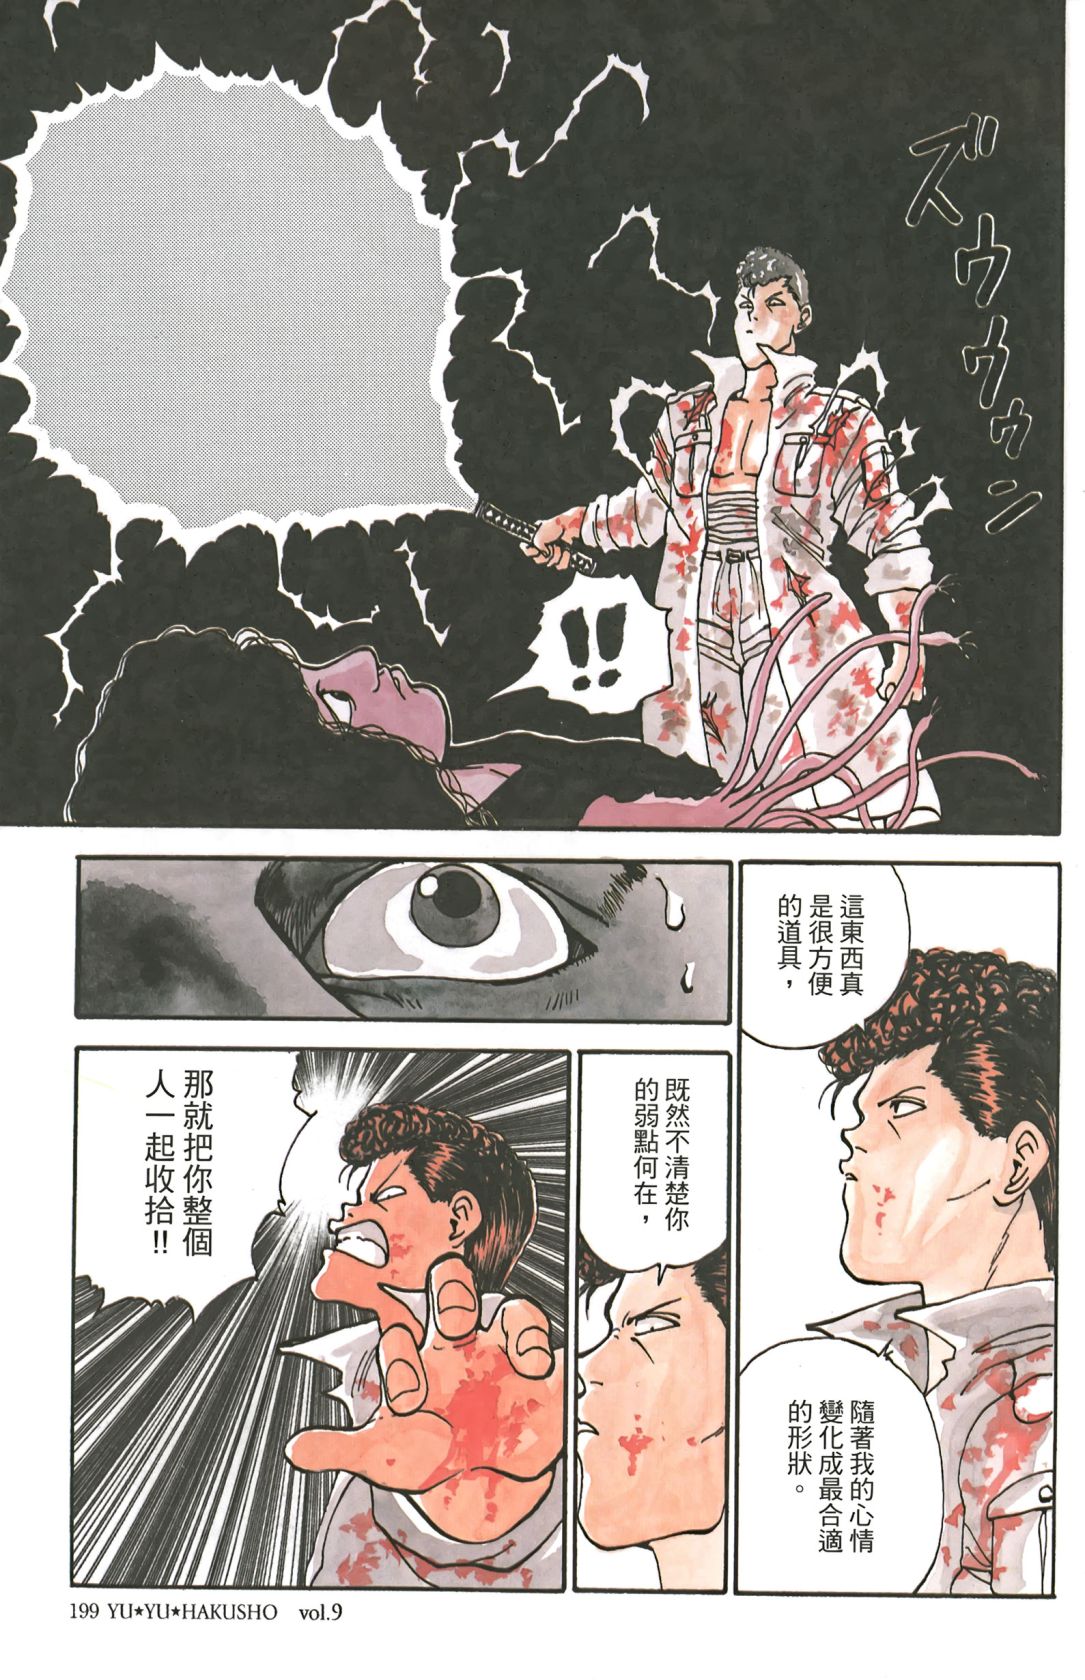 ズウウウゥン
!!
這東西真
是很方便
的道具，
隨著我的心情
變化成最合適
的形狀。
既然不清楚你
的弱點何在，
那就把你整個
人一起收拾!!
199 YU★YU★HAKUSHO vol.9